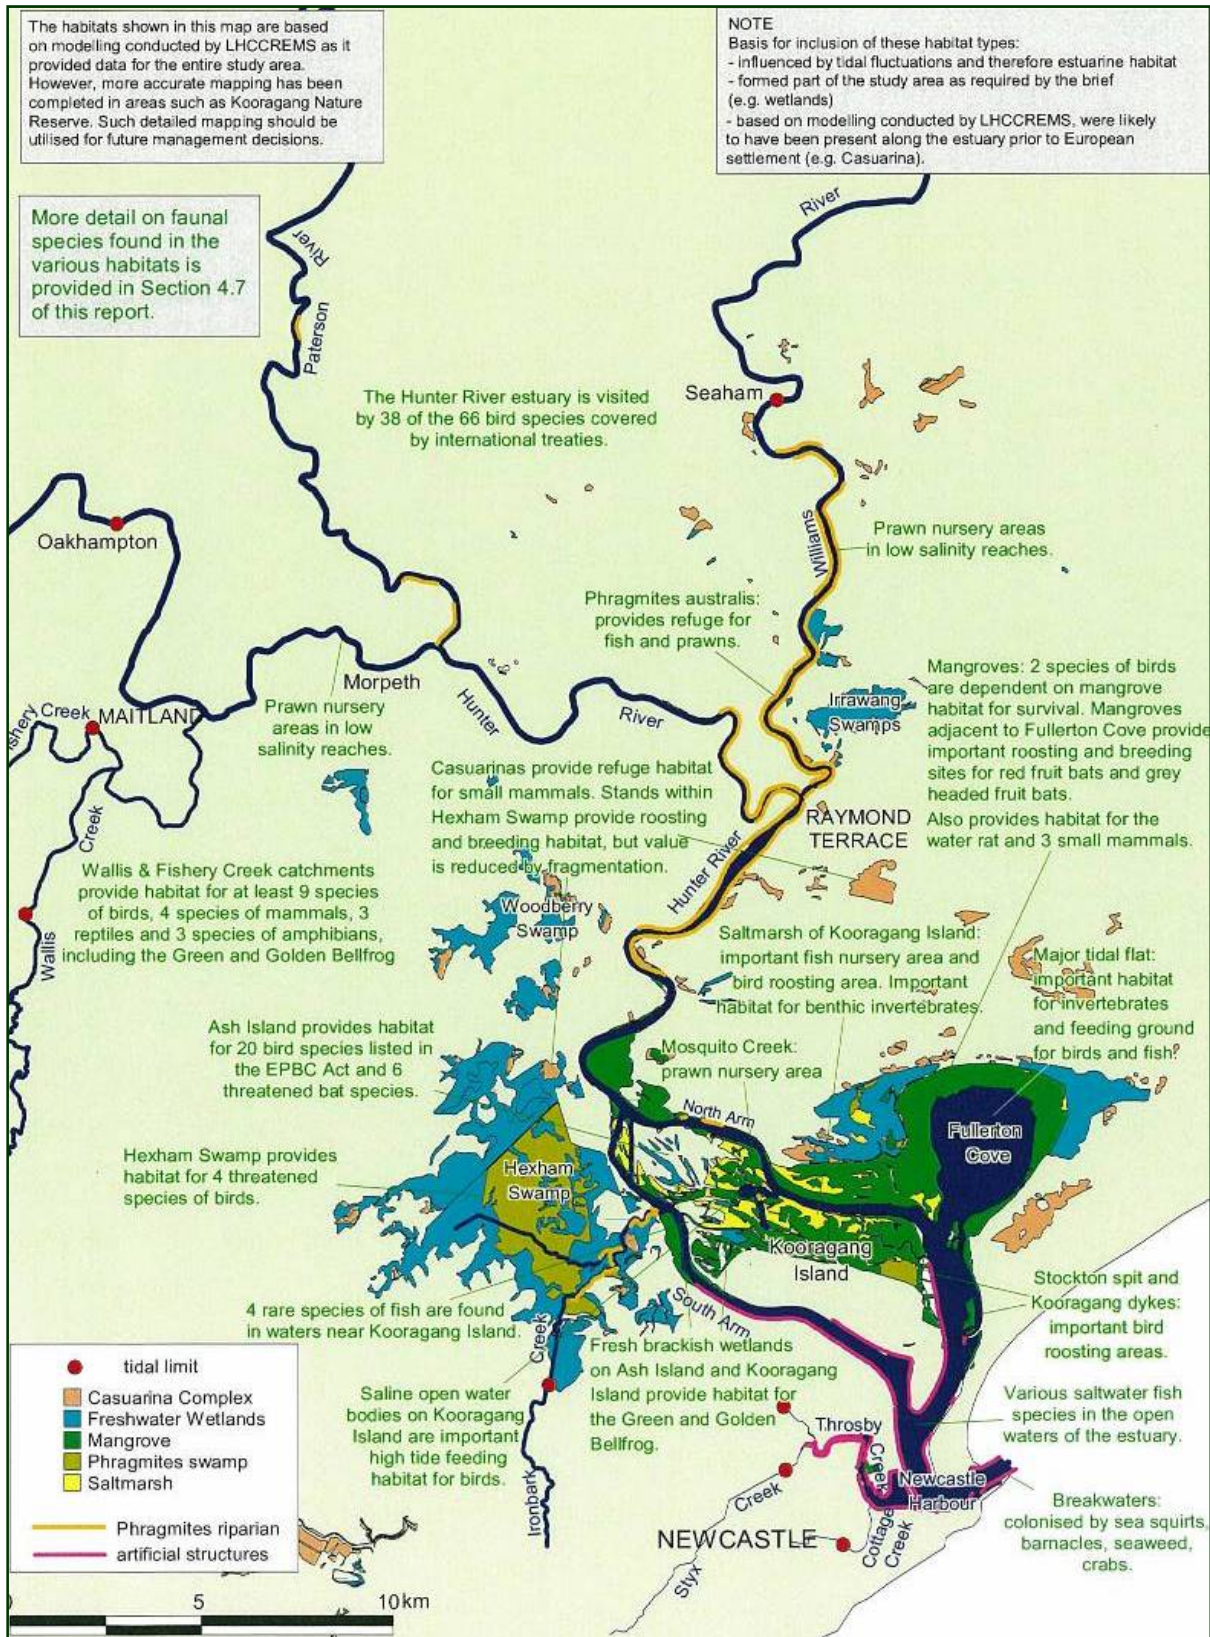 The habitats shown in this map are based
on modelling conducted by LHCCREMS as it
provided data for the entire study area.
However, more accurate mapping has been
completed in areas such as Kooragang Nature
Reserve. Such detailed mapping should be
utilised for future management decisions.
NOTE
Basis for inclusion of these habitat types:
- influenced by tidal fluctuations and therefore estuarine habitat
- formed part of the study area as required by the brief
(e.g. wetlands)
- based on modelling conducted by LHCCREMS, were likely
to have been present along the estuary prior to European
settlement (e.g. Casuarina).
More detail on faunal
species found in the
various habitats is
provided in Section 4.7
of this report.
River
Paterson
River
The Hunter River estuary is visited
by 38 of the 66 bird species covered
by international treaties.
Seaham
Oakhampton
Williams
Prawn nursery areas
in low salinity reaches.
Phragmites australis:
provides refuge for
fish and prawns.
Morpeth
Hunter
River
Irrawang
Swamps
Mangroves: 2 species of birds
are dependent on mangrove
habitat for survival. Mangroves
adjacent to Fullerton Cove provide
important roosting and breeding
sites for red fruit bats and grey
headed fruit bats.
Also provides habitat for the
water rat and 3 small mammals.
ishery Creek
MAITLAND
Prawn nursery
areas in low
salinity reaches.
Creek
Wallis
Casuarinas provide refuge habitat
for small mammals. Stands within
Hexham Swamp provide roosting
and breeding habitat, but value
is reduced by fragmentation.
RAYMOND
TERRACE
Hunter River
Wallis & Fishery Creek catchments
provide habitat for at least 9 species
of birds, 4 species of mammals, 3
reptiles and 3 species of amphibians,
including the Green and Golden Bellfrog
Woodberry
Swamp
Saltmarsh of Kooragang Island:
important fish nursery area and
bird roosting area. Important
habitat for benthic invertebrates.
Major tidal flat:
important habitat
for invertebrates
and feeding ground
for birds and fish.
Ash Island provides habitat
for 20 bird species listed in
the EPBC Act and 6
threatened bat species.
Mosquito Creek:
prawn nursery area
North Arm
Fullerton
Cove
Hexham Swamp provides
habitat for 4 threatened
species of birds.
Hexham
Swamp
Kooragang
Island
4 rare species of fish are found
in waters near Kooragang Island.
South Arm
Stockton spit and
Kooragang dykes:
important bird
roosting areas.
Creek
Ironbark
Fresh brackish wetlands
on Ash Island and Kooragang
Island provide habitat for
the Green and Golden
Bellfrog.
Saline open water
bodies on Kooragang
Island are important
high tide feeding
habitat for birds.
Various saltwater fish
species in the open
waters of the estuary.
Throsby
Creek
Newcastle
Harbour
Creek
Styx
NEWCASTLE
Cottage
Creek
Breakwaters:
colonised by sea squirts,
barnacles, seaweed,
crabs.
tidal limit
Casuarina Complex
Freshwater Wetlands
Mangrove
Phragmites swamp
Saltmarsh
Phragmites riparian
artificial structures
5
10km